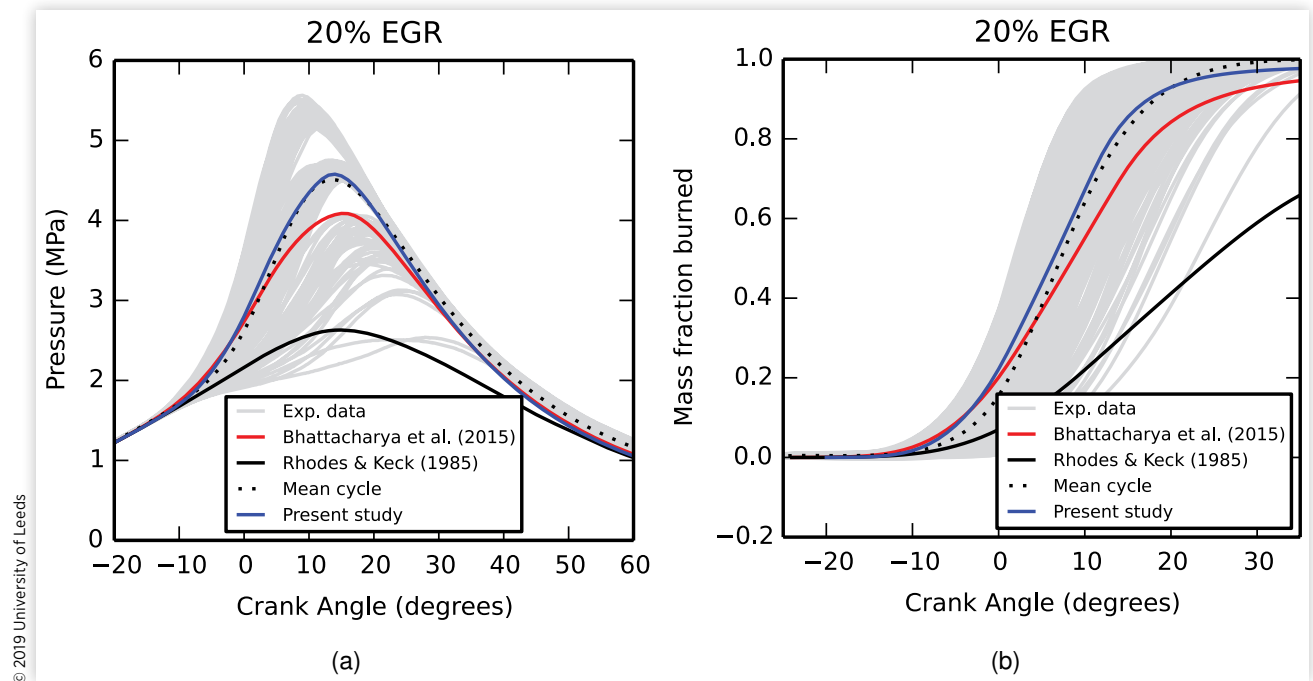 20% EGR
6
5
4
3
2
1
0
Pressure (MPa)
Exp. data
Bhattacharya et al. (2015)
Rhodes & Keck (1985)
Mean cycle
Present study
−20 −10 0 10 20 30 40 50 60
Crank Angle (degrees)
(a)
20% EGR
1.0
0.8
0.6
0.4
0.2
0.0
−0.2
Mass fraction burned
Exp. data
Bhattacharya et al. (2015)
Rhodes & Keck (1985)
Mean cycle
Present study
−20 −10 0 10 20 30
Crank Angle (degrees)
(b)
© 2019 University of Leeds